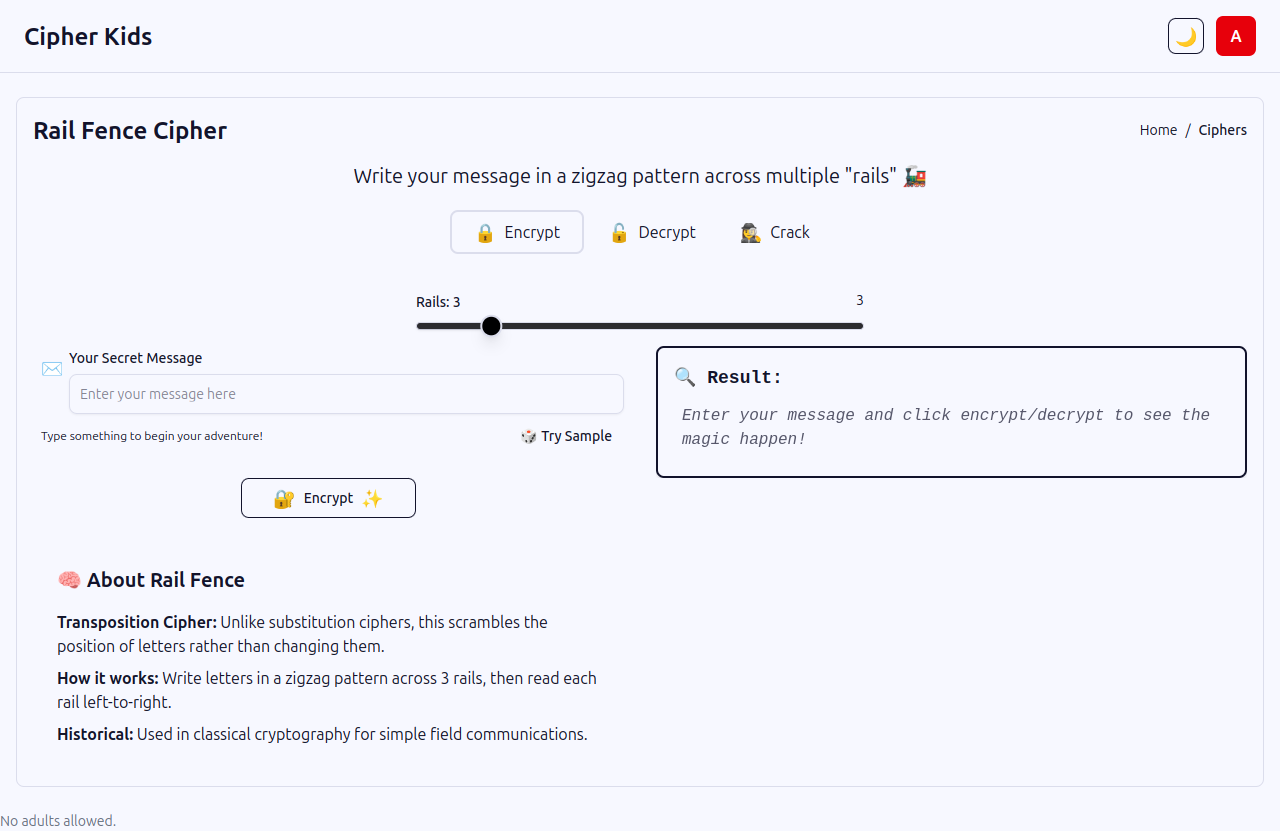 Cipher Kids
A
Rail Fence Cipher
Home / Ciphers
Write your message in a zigzag pattern across multiple "rails" 🚂
🔒 Encrypt
🔓 Decrypt
🕵️ Crack
Rails: 3
3
✉️ Your Secret Message
Enter your message here
Type something to begin your adventure!
🎲 Try Sample
🔐 Encrypt ✨
🔍 Result:
Enter your message and click encrypt/decrypt to see the
magic happen!
🧠 About Rail Fence
Transposition Cipher: Unlike substitution ciphers, this scrambles the
position of letters rather than changing them.
How it works: Write letters in a zigzag pattern across 3 rails, then read each
rail left-to-right.
Historical: Used in classical cryptography for simple field communications.
No adults allowed.